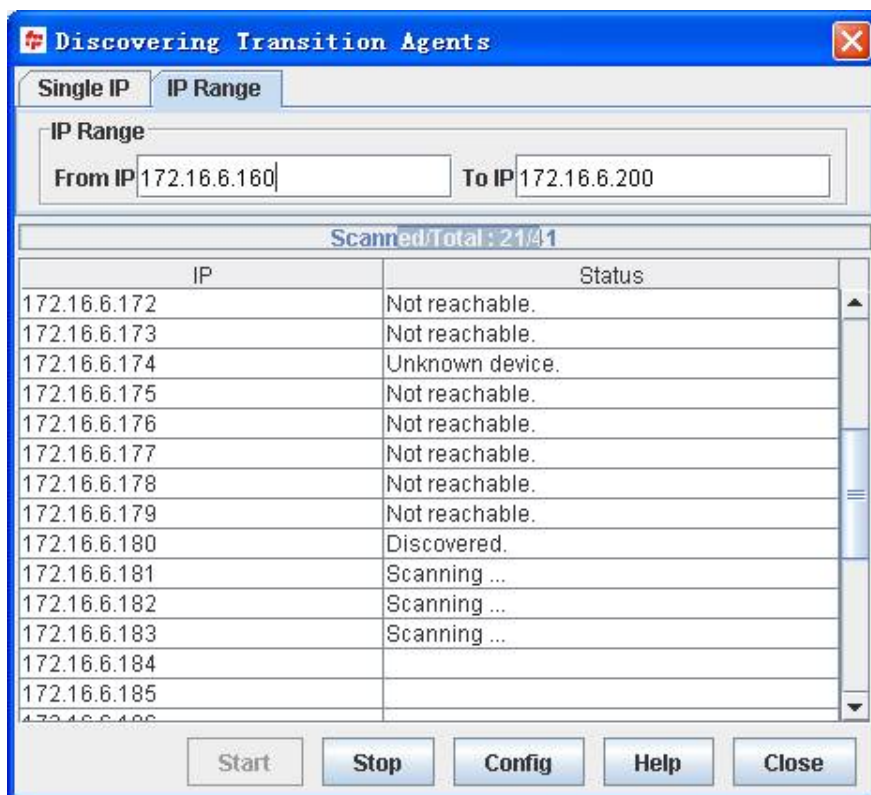 Discovering Transition Agents
Single IP IP Range
IP Range
From IP 172.16.6.160 To IP 172.16.6.200
Scanned/Total : 21/41
IP Status
172.16.6.172 Not reachable.
172.16.6.173 Not reachable.
172.16.6.174 Unknown device.
172.16.6.175 Not reachable.
172.16.6.176 Not reachable.
172.16.6.177 Not reachable.
172.16.6.178 Not reachable.
172.16.6.179 Not reachable.
172.16.6.180 Discovered.
172.16.6.181 Scanning ...
172.16.6.182 Scanning ...
172.16.6.183 Scanning ...
172.16.6.184
172.16.6.185
Start Stop Config Help Close